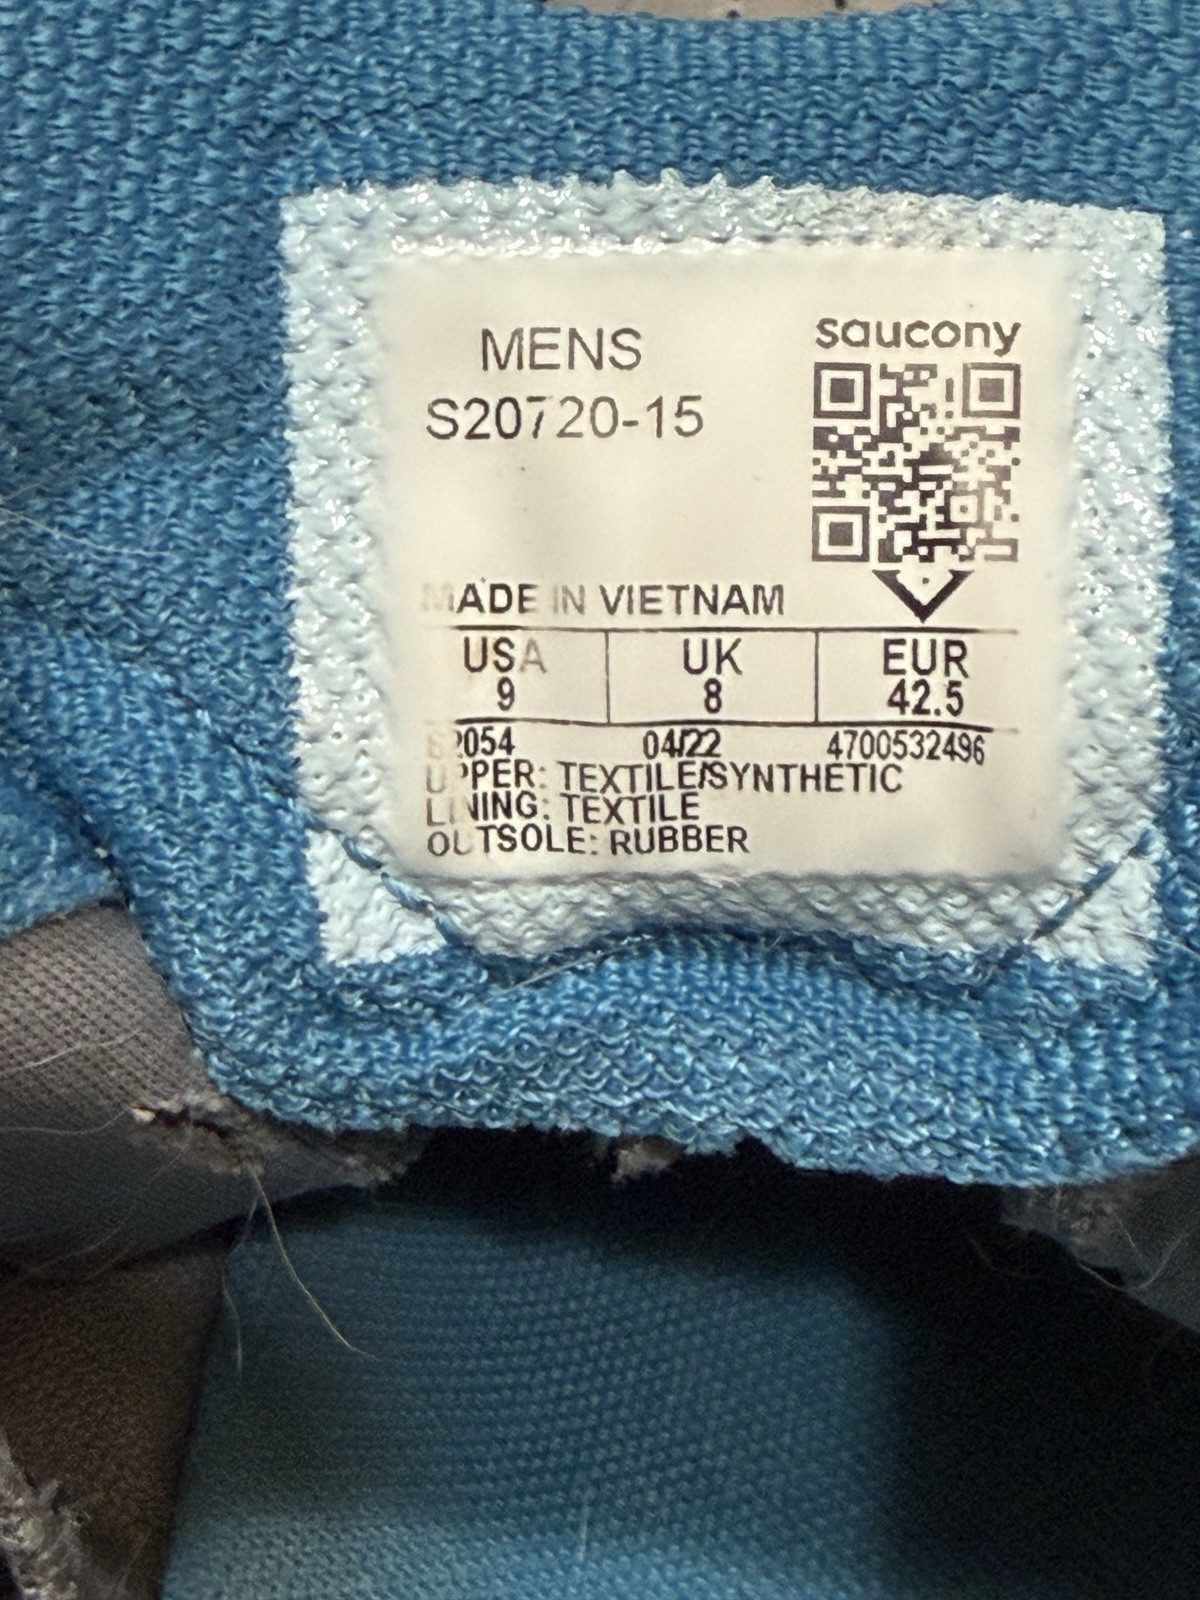 MENS
saucony
S20720-15
MADE IN VIETNAM
USA UK EUR
9 8 42.5
04/22 4700532496
UPPER: TEXTILE/SYNTHETIC
LINING: TEXTILE
OUTSOLE: RUBBER